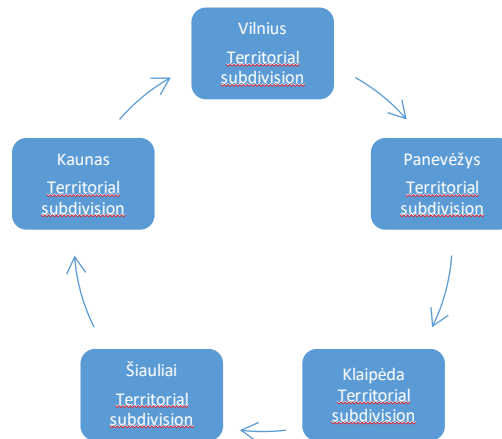 Vilnius
Territorial
subdivision
Panevėžys
Territorial
subdivision
Klaipėda
Territorial
subdivision
Šiauliai
Territorial
subdivision
Kaunas
Territorial
subdivision